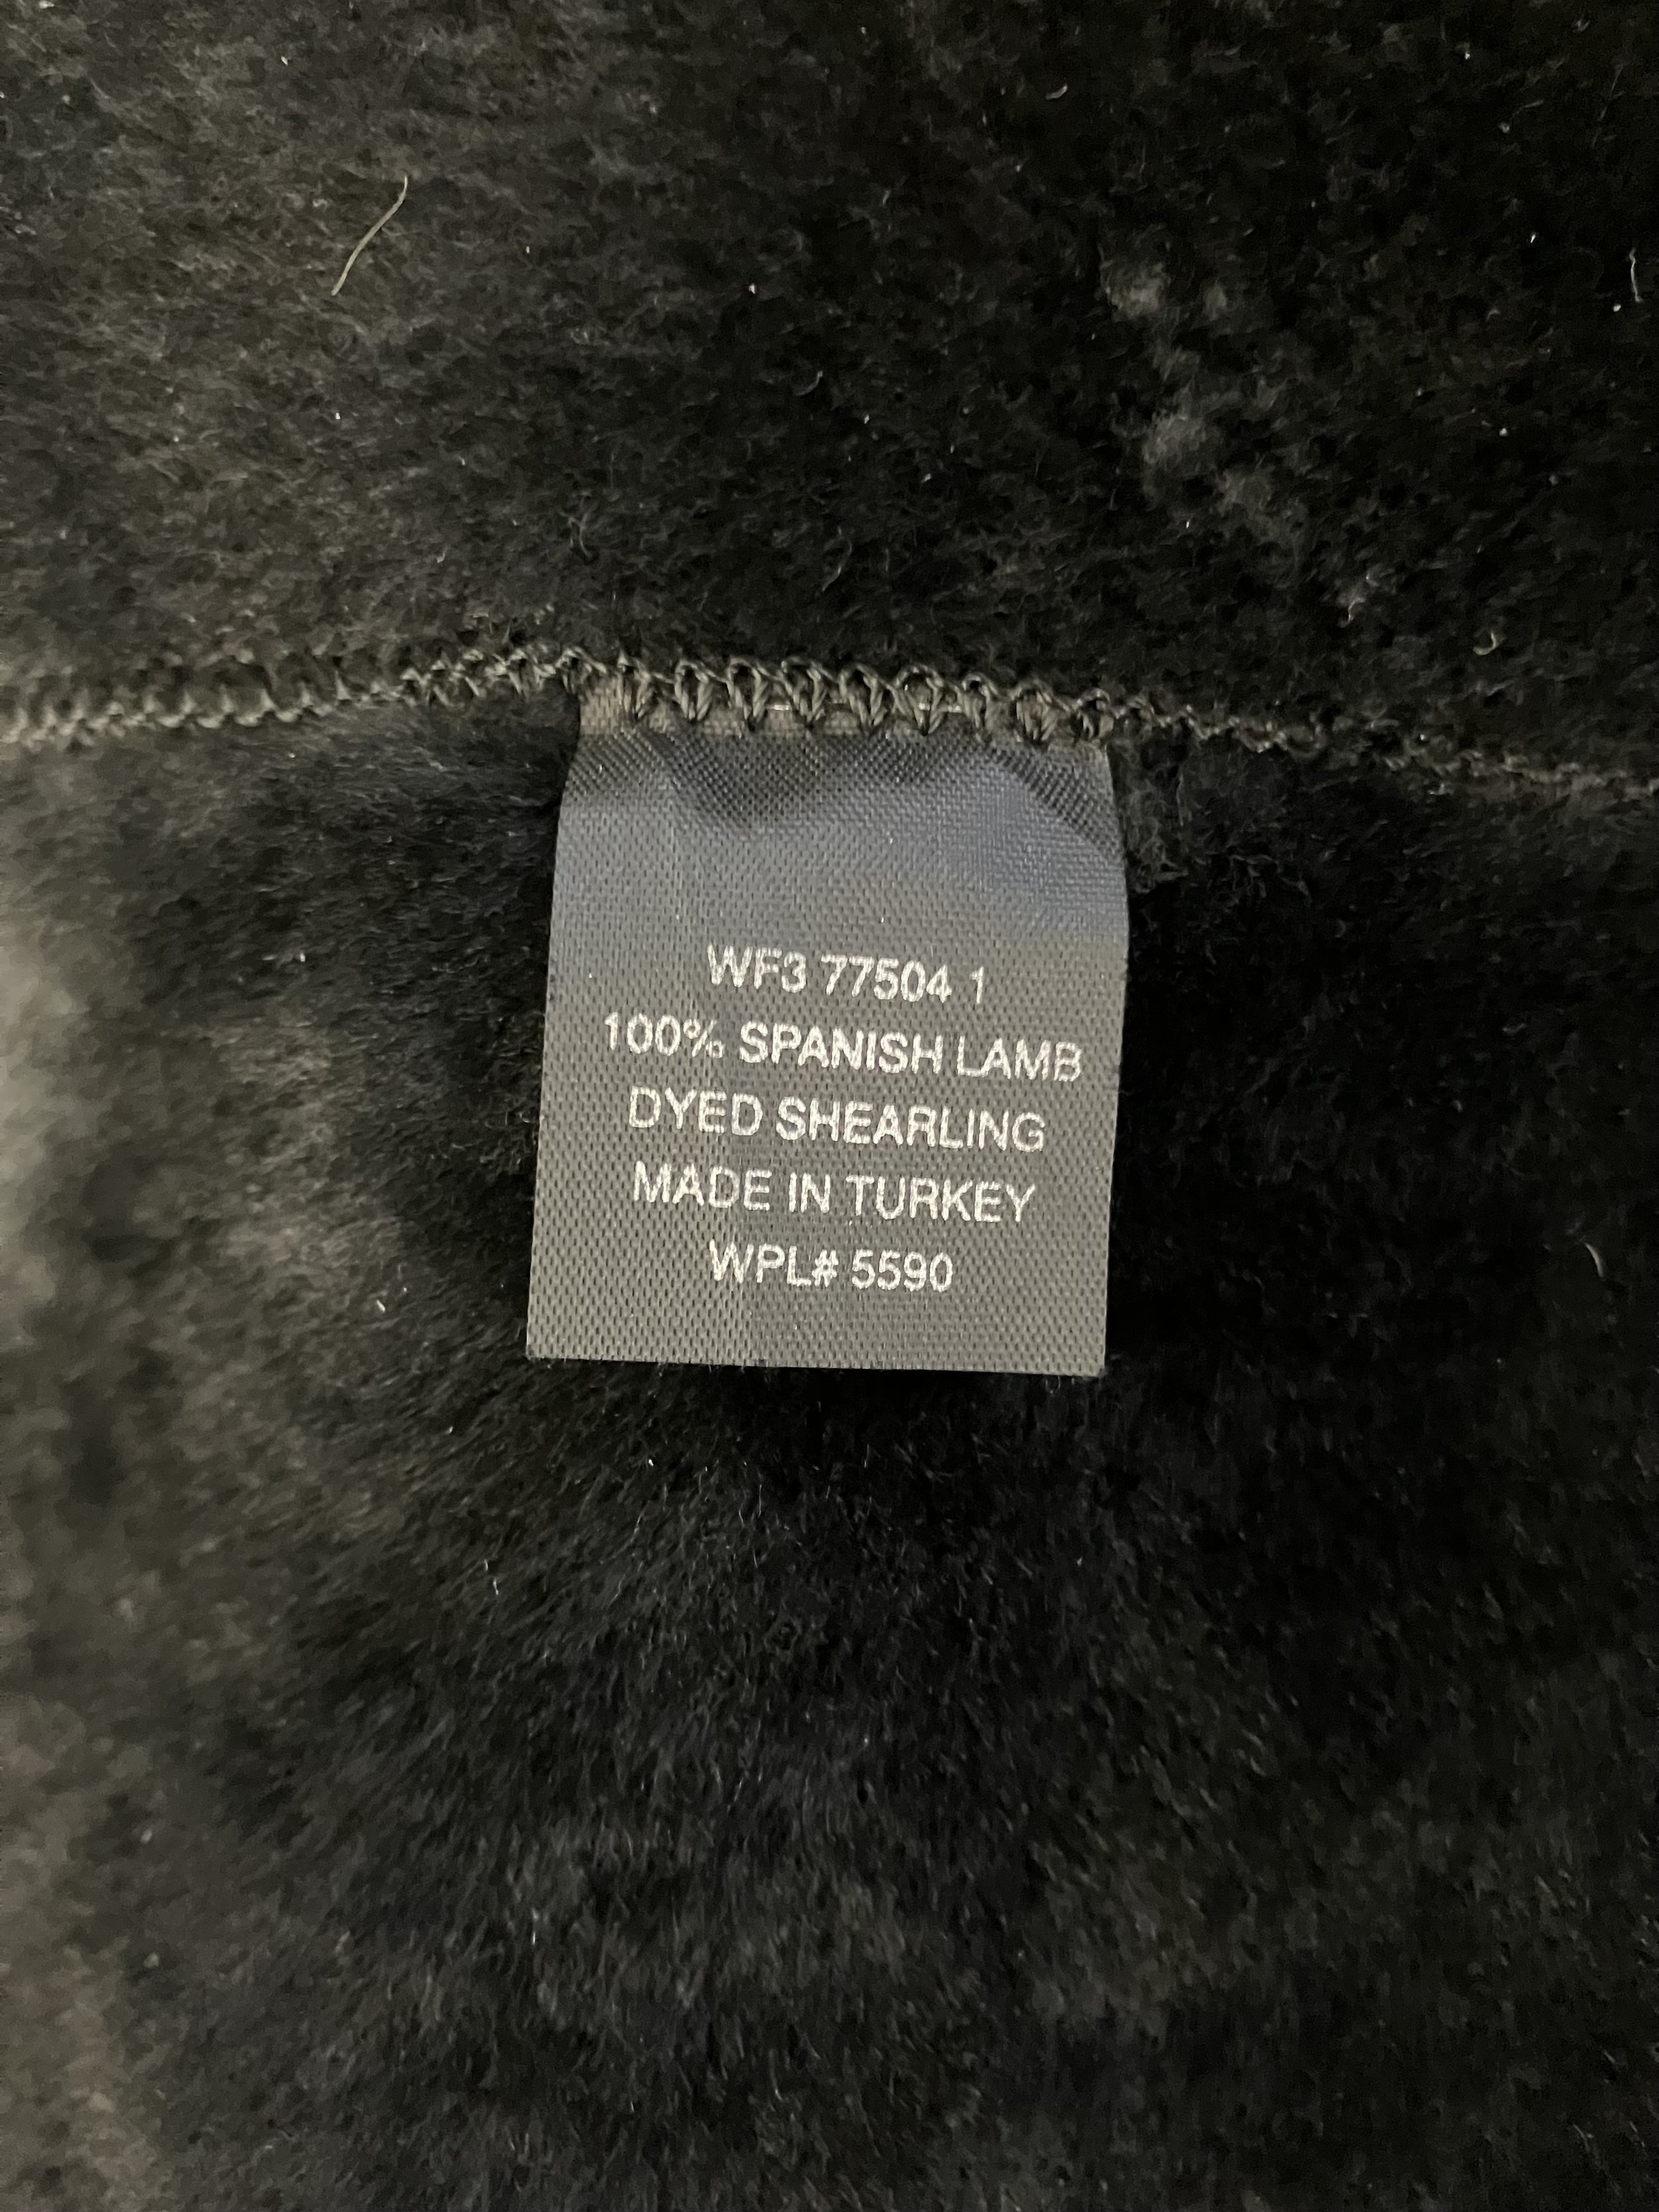 WF3 77504 1
100% SPANISH LAMB
DYED SHEARLING
MADE IN TURKEY
WPL# 5590